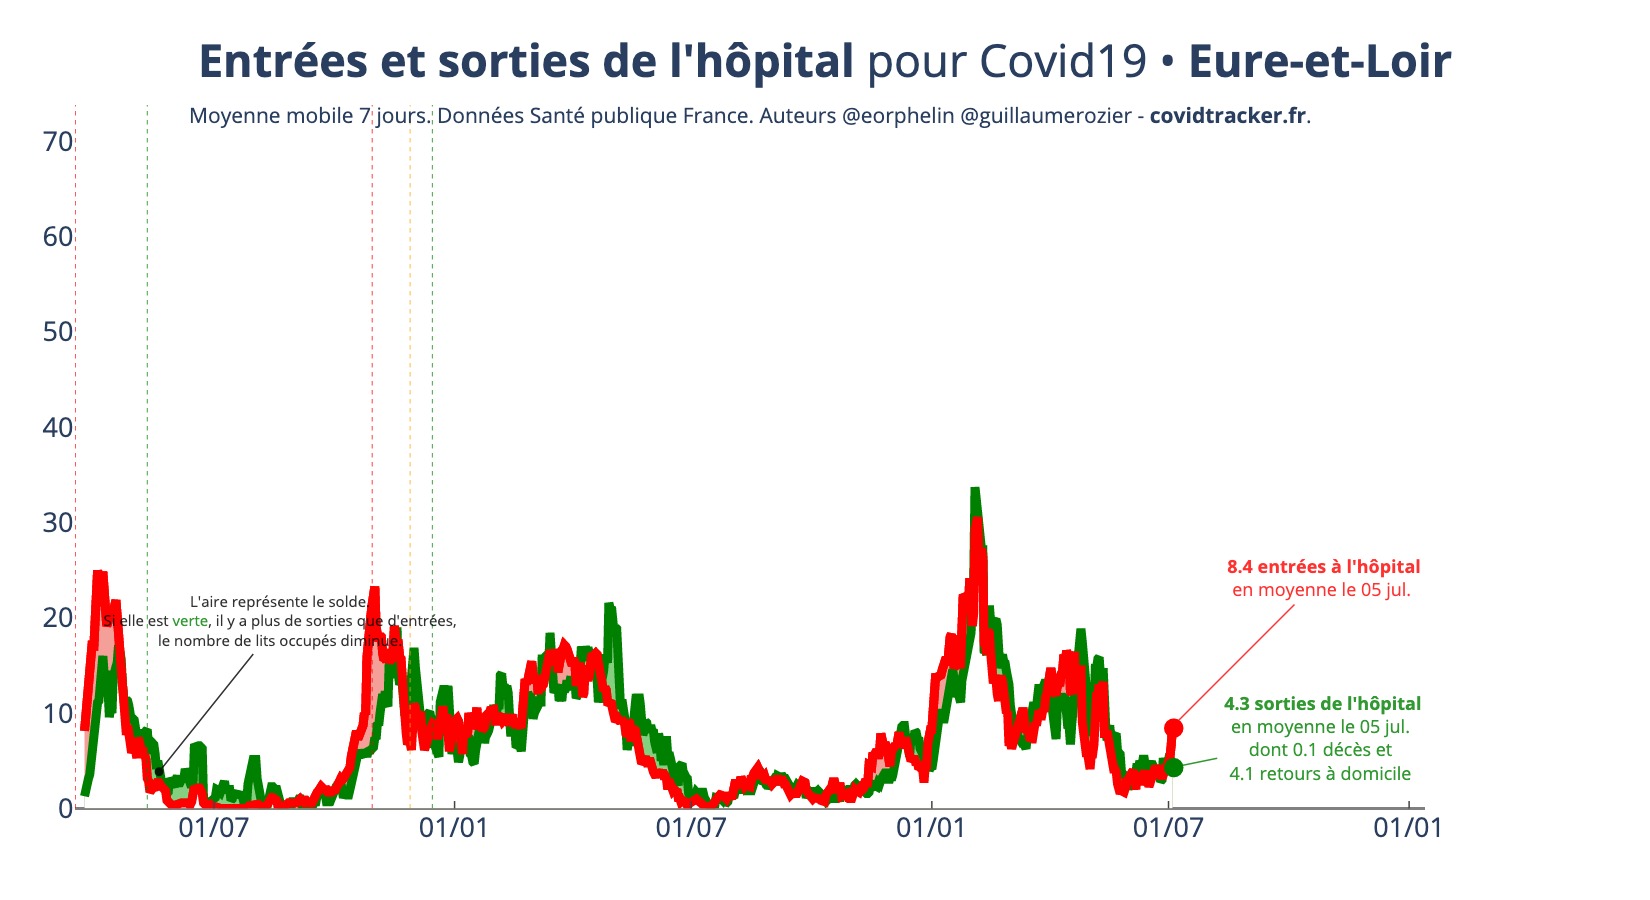 Entrées et sorties de l'hôpital pour Covid19 • Eure-et-Loir
Moyenne mobile 7 jours. Données Santé publique France. Auteurs @eorphelin @guillaumerozier - covidtracker.fr.
70
60
50
40
30
20
10
0
L'aire représente le solde.
Si elle est verte, il y a plus de sorties que d'entrées,
le nombre de lits occupés diminue
8.4 entrées à l'hôpital
en moyenne le 05 jul.
4.3 sorties de l'hôpital
en moyenne le 05 jul.
dont 0.1 décès et
4.1 retours à domicile
01/07
01/01
01/07
01/01
01/07
01/01